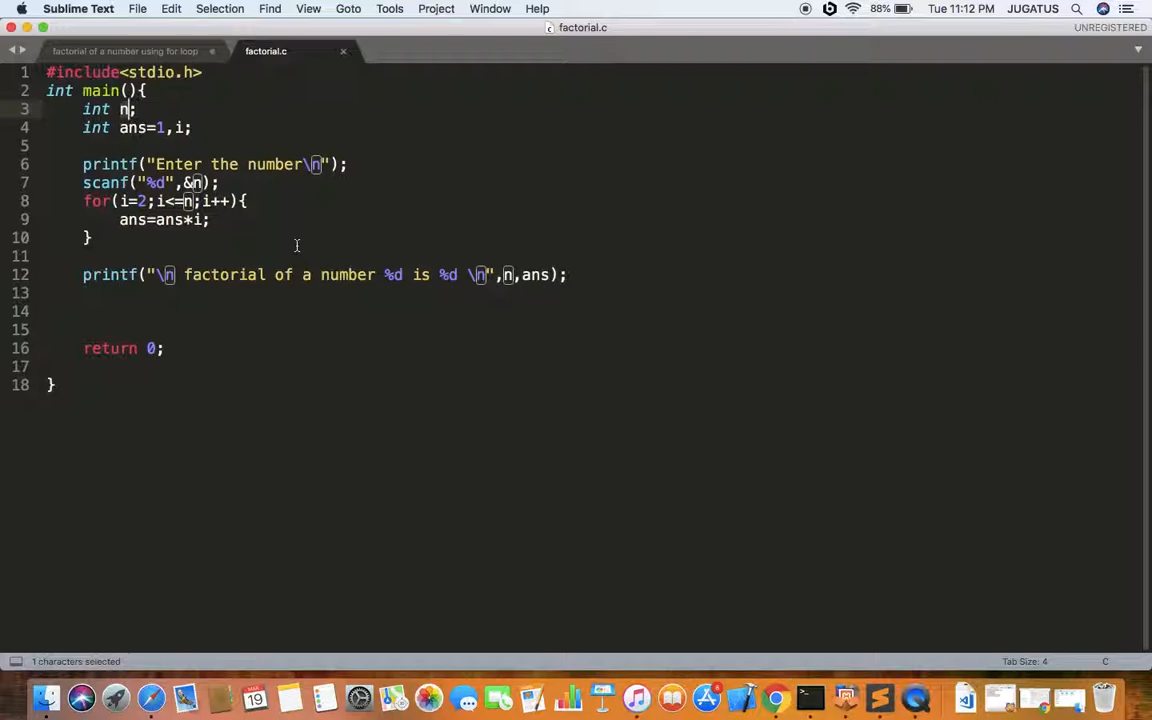 Sublime Text File Edit Selection Find View Goto Tools Project Window Help 88% Tue 11:12 PM JUGATUS
factorial.c UNREGISTERED
factorial of a number using for loop factorial.c
1 #include<stdio.h>
2 int main(){
3 int n;
4 int ans=1,i;
5
6 printf("Enter the number\n");
7 scanf("%d",&n);
8 for(i=2;i<=n;i++){
9 ans=ans*i;
10 }
11
12 printf("\n factorial of a number %d is %d \n",n,ans);
13
14
15
16 return 0;
17
18 }
1 characters selected Tab Size: 4 C